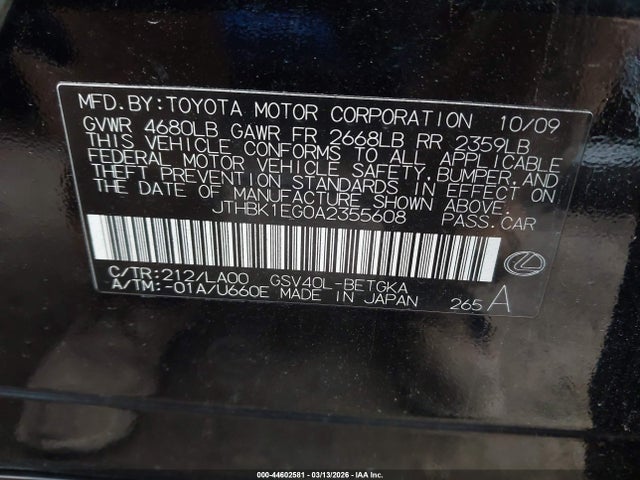 MFD.BY:TOYOTA MOTOR CORPORATION 10/09
GVWR 4680LB GAWR FR 2668LB RR 2359LB
THIS VEHICLE CONFORMS TO ALL APPLICABLE
FEDERAL MOTOR VEHICLE SAFETY,BUMPER,AND
THEFT PREVENTION STANDARDS IN EFFECT ON
THE DATE OF MANUFACTURE SHOWN ABOVE.
JTHBK1EG0A2355608 PASS.CAR
C/TR:212/LA00 GSV40L-BETGKA
A/TM:-01A/U660E MADE IN JAPAN 265 A
000-44602581 | 03/13/2026 | IAA, INC.